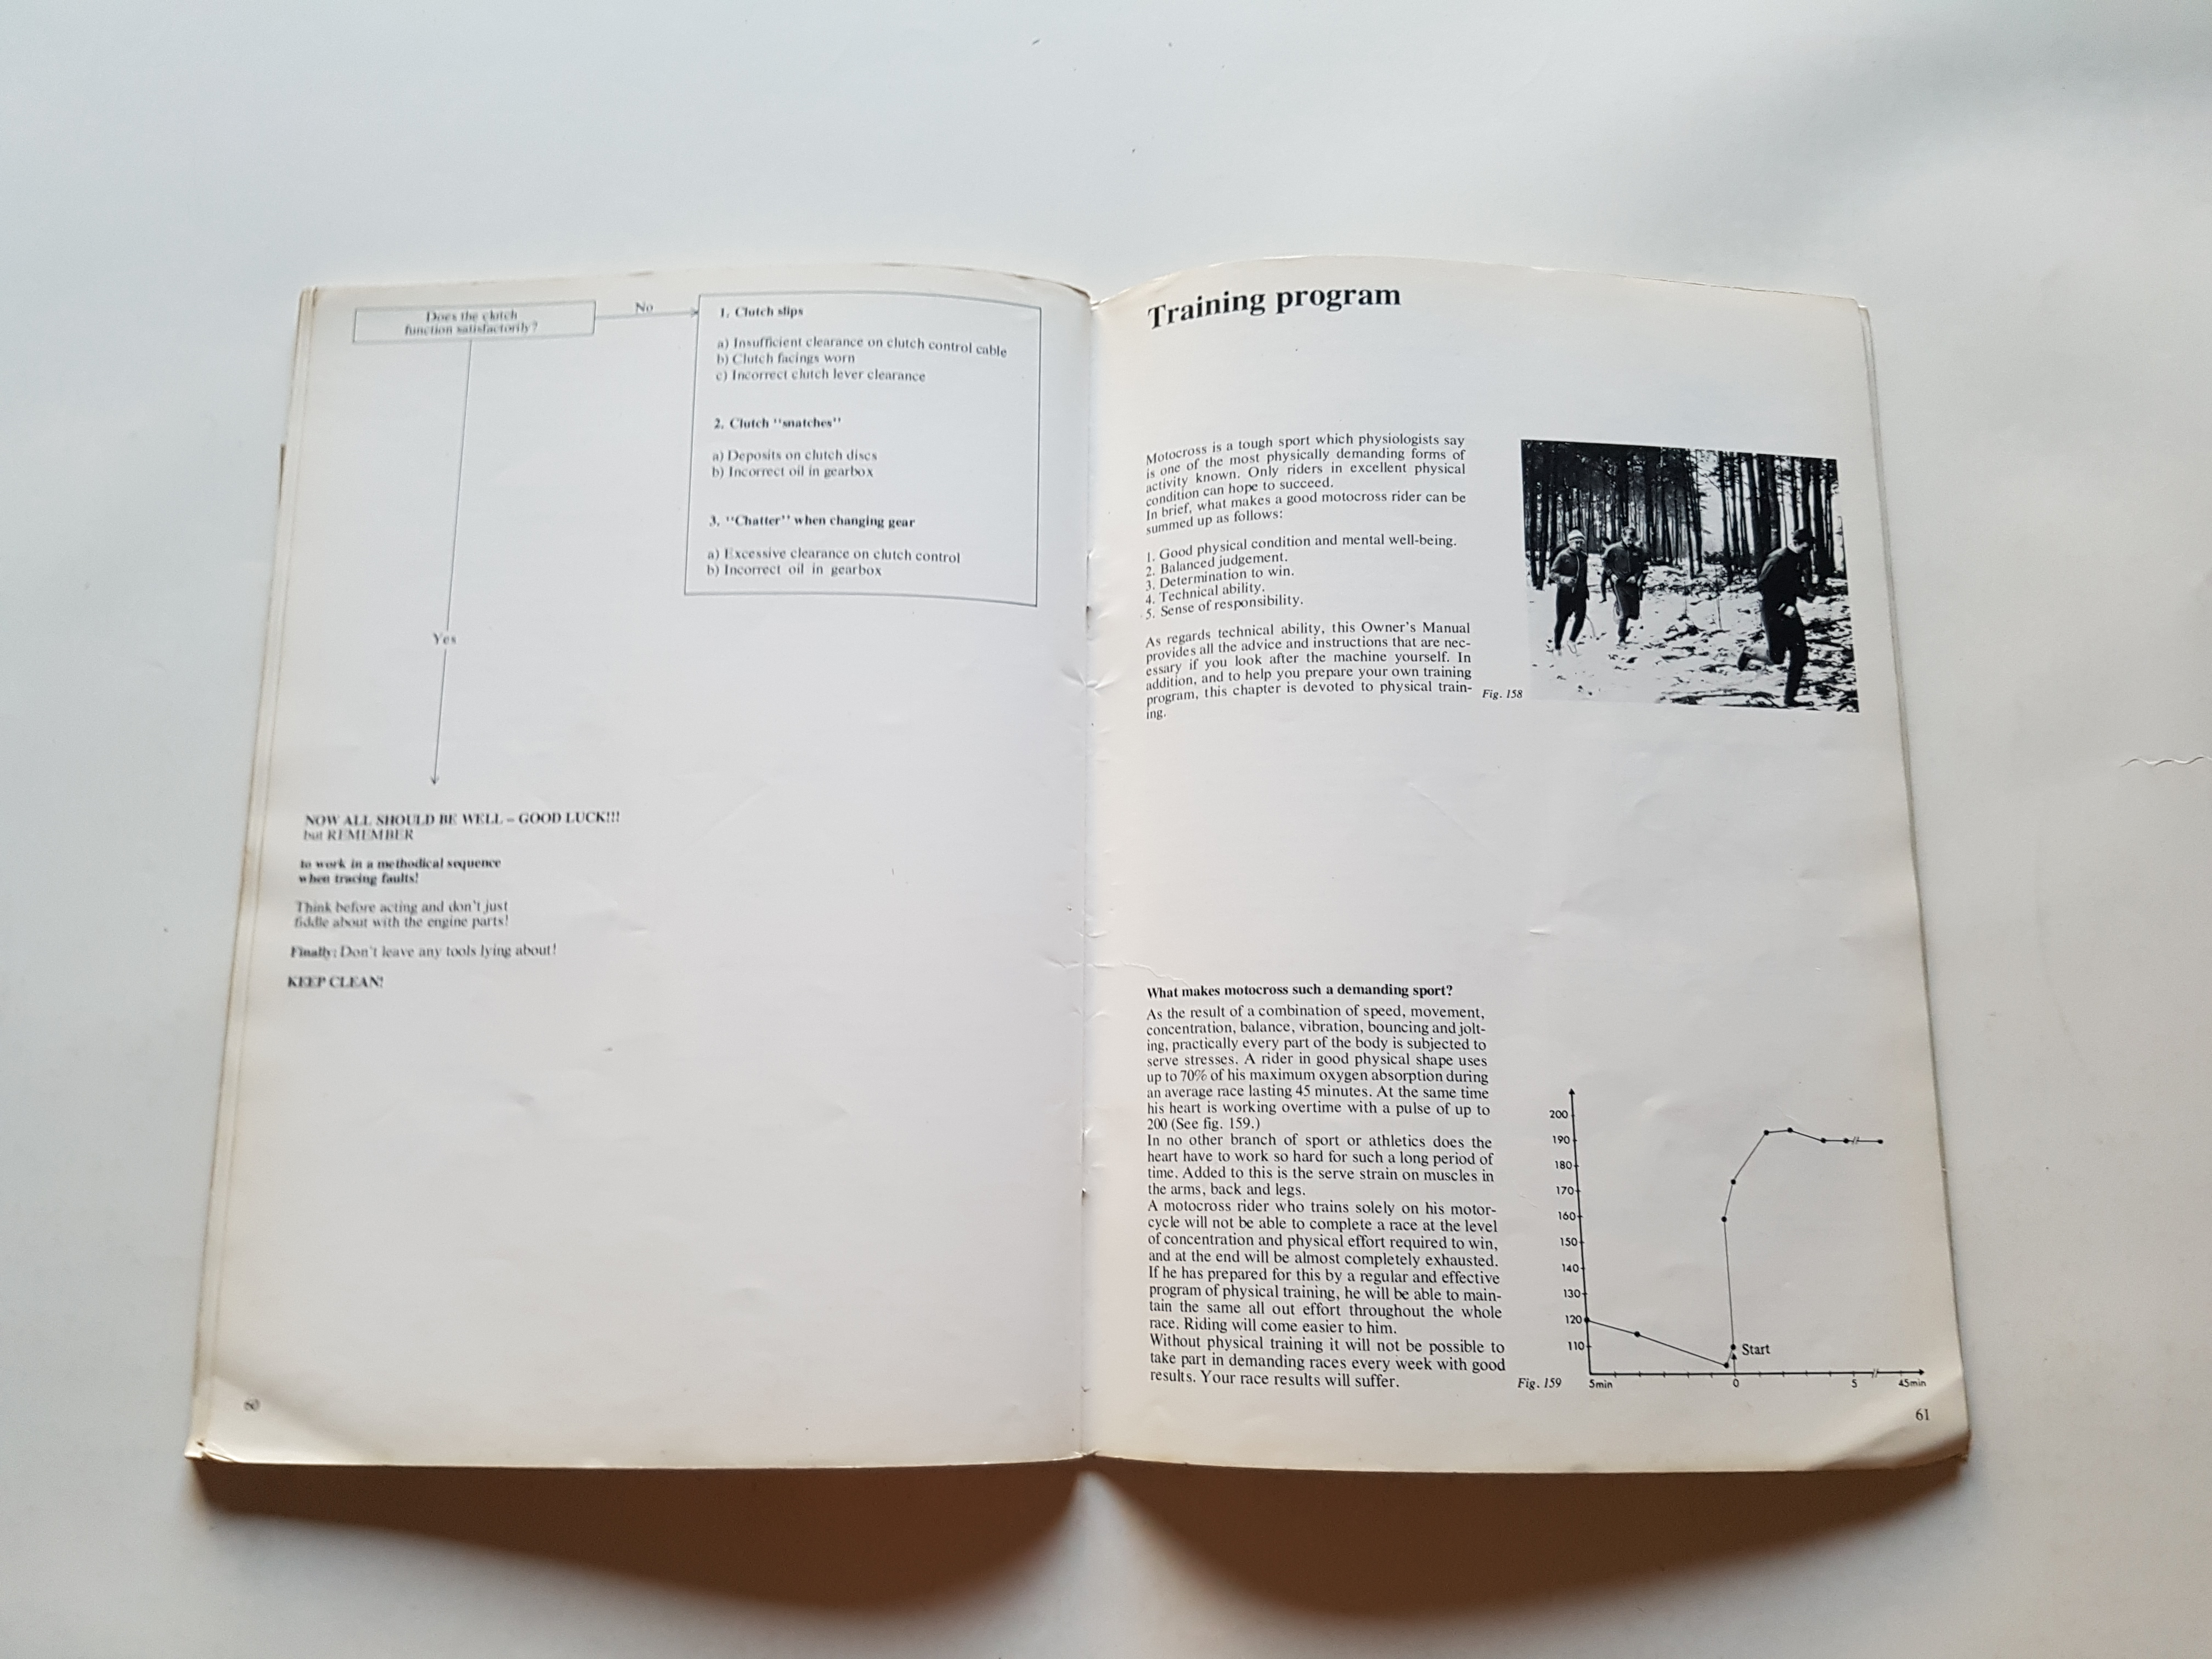 Does the clutch
function satisfactorily?
No
1. Clutch slips
a) Insufficient clearance on clutch control cable
b) Clutch facings worn
c) Incorrect clutch lever clearance
2. Clutch "snatches"
a) Deposits on clutch discs
b) Incorrect oil in gearbox
3. "Chatter" when changing gear
a) Excessive clearance on clutch control
b) Incorrect oil in gearbox
Yes
NOW ALL SHOULD BE WELL – GOOD LUCK!!!
but REMEMBER
to work in a methodical sequence
when tracing faults!
Think before acting and don't just
fiddle about with the engine parts!
Finally: Don't leave any tools lying about!
KEEP CLEAN!
60
Training program
Motocross is a tough sport which physiologists say
is one of the most physically demanding forms of
activity known. Only riders in excellent physical
condition can hope to succeed.
In brief, what makes a good motocross rider can be
summed up as follows:
1. Good physical condition and mental well-being.
2. Balanced judgement.
3. Determination to win.
4. Technical ability.
5. Sense of responsibility.
As regards technical ability, this Owner's Manual
provides all the advice and instructions that are nec-
essary if you look after the machine yourself. In
addition, and to help you prepare your own training
program, this chapter is devoted to physical train-
ing.
Fig. 158
What makes motocross such a demanding sport?
As the result of a combination of speed, movement,
concentration, balance, vibration, bouncing and jolt-
ing, practically every part of the body is subjected to
serve stresses. A rider in good physical shape uses
up to 70% of his maximum oxygen absorption during
an average race lasting 45 minutes. At the same time
his heart is working overtime with a pulse of up to
200 (See fig. 159.)
In no other branch of sport or athletics does the
heart have to work so hard for such a long period of
time. Added to this is the serve strain on muscles in
the arms, back and legs.
A motocross rider who trains solely on his motor-
cycle will not be able to complete a race at the level
of concentration and physical effort required to win,
and at the end will be almost completely exhausted.
If he has prepared for this by a regular and effective
program of physical training, he will be able to main-
tain the same all out effort throughout the whole
race. Riding will come easier to him.
Without physical training it will not be possible to
take part in demanding races every week with good
results. Your race results will suffer.
Fig. 159
200
190
180
170
160
150
140
130
120
110
Start
5min
0
5
45min
61